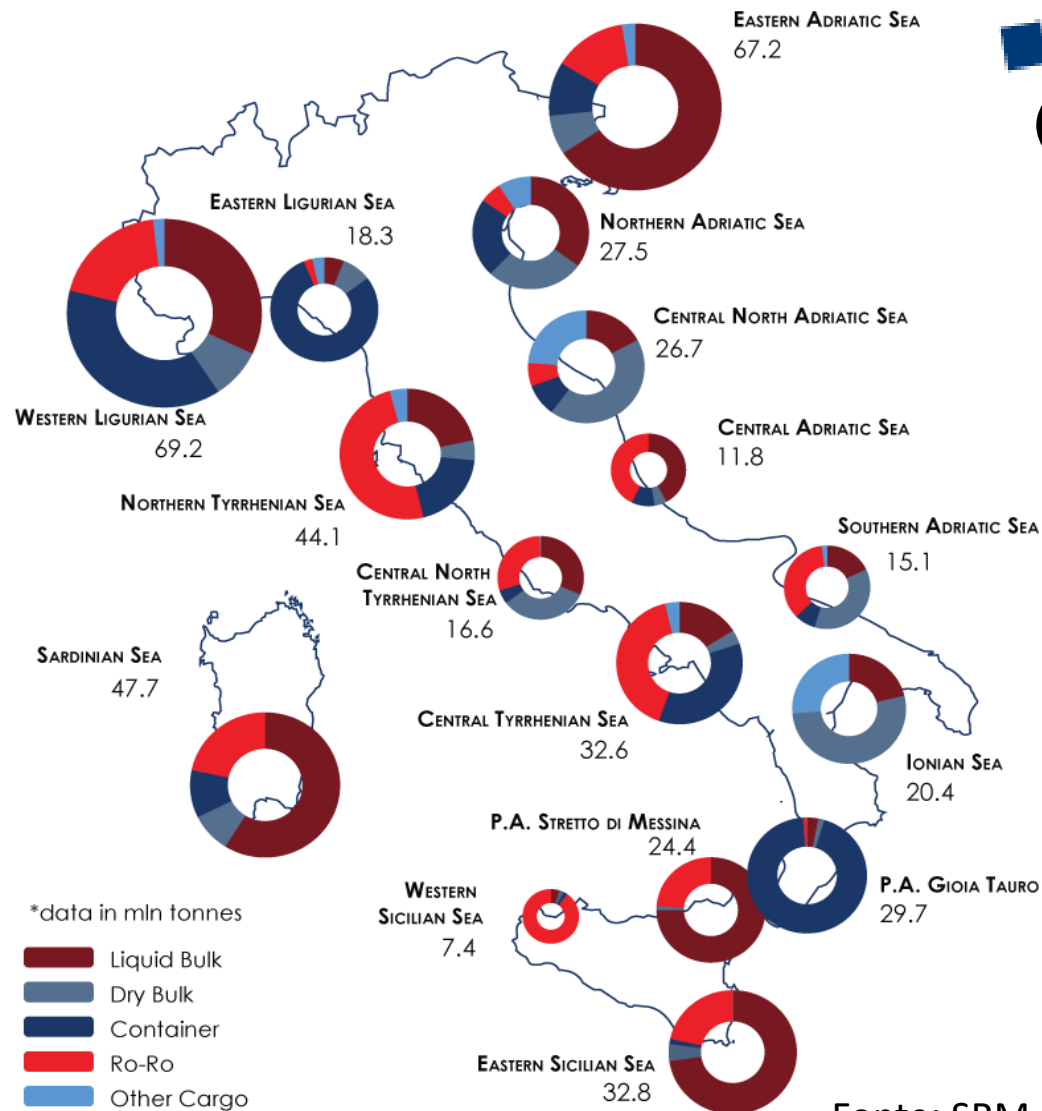 Eastern Adriatic Sea
67.2
Eastern Ligurian Sea
18.3
Northern Adriatic Sea
27.5
Central North Adriatic Sea
26.7
Western Ligurian Sea
69.2
Central Adriatic Sea
11.8
Northern Tyrrhenian Sea
44.1
Southern Adriatic Sea
15.1
Central North
Tyrrhenian Sea
16.6
Sardinian Sea
47.7
Central Tyrrhenian Sea
32.6
Ionian Sea
20.4
P.A. Stretto di Messina
24.4
P.A. Gioia Tauro
29.7
Western
Sicilian Sea
7.4
Eastern Sicilian Sea
32.8
*data in mln tonnes
Liquid Bulk
Dry Bulk
Container
Ro-Ro
Other Cargo
Fonte: SRM